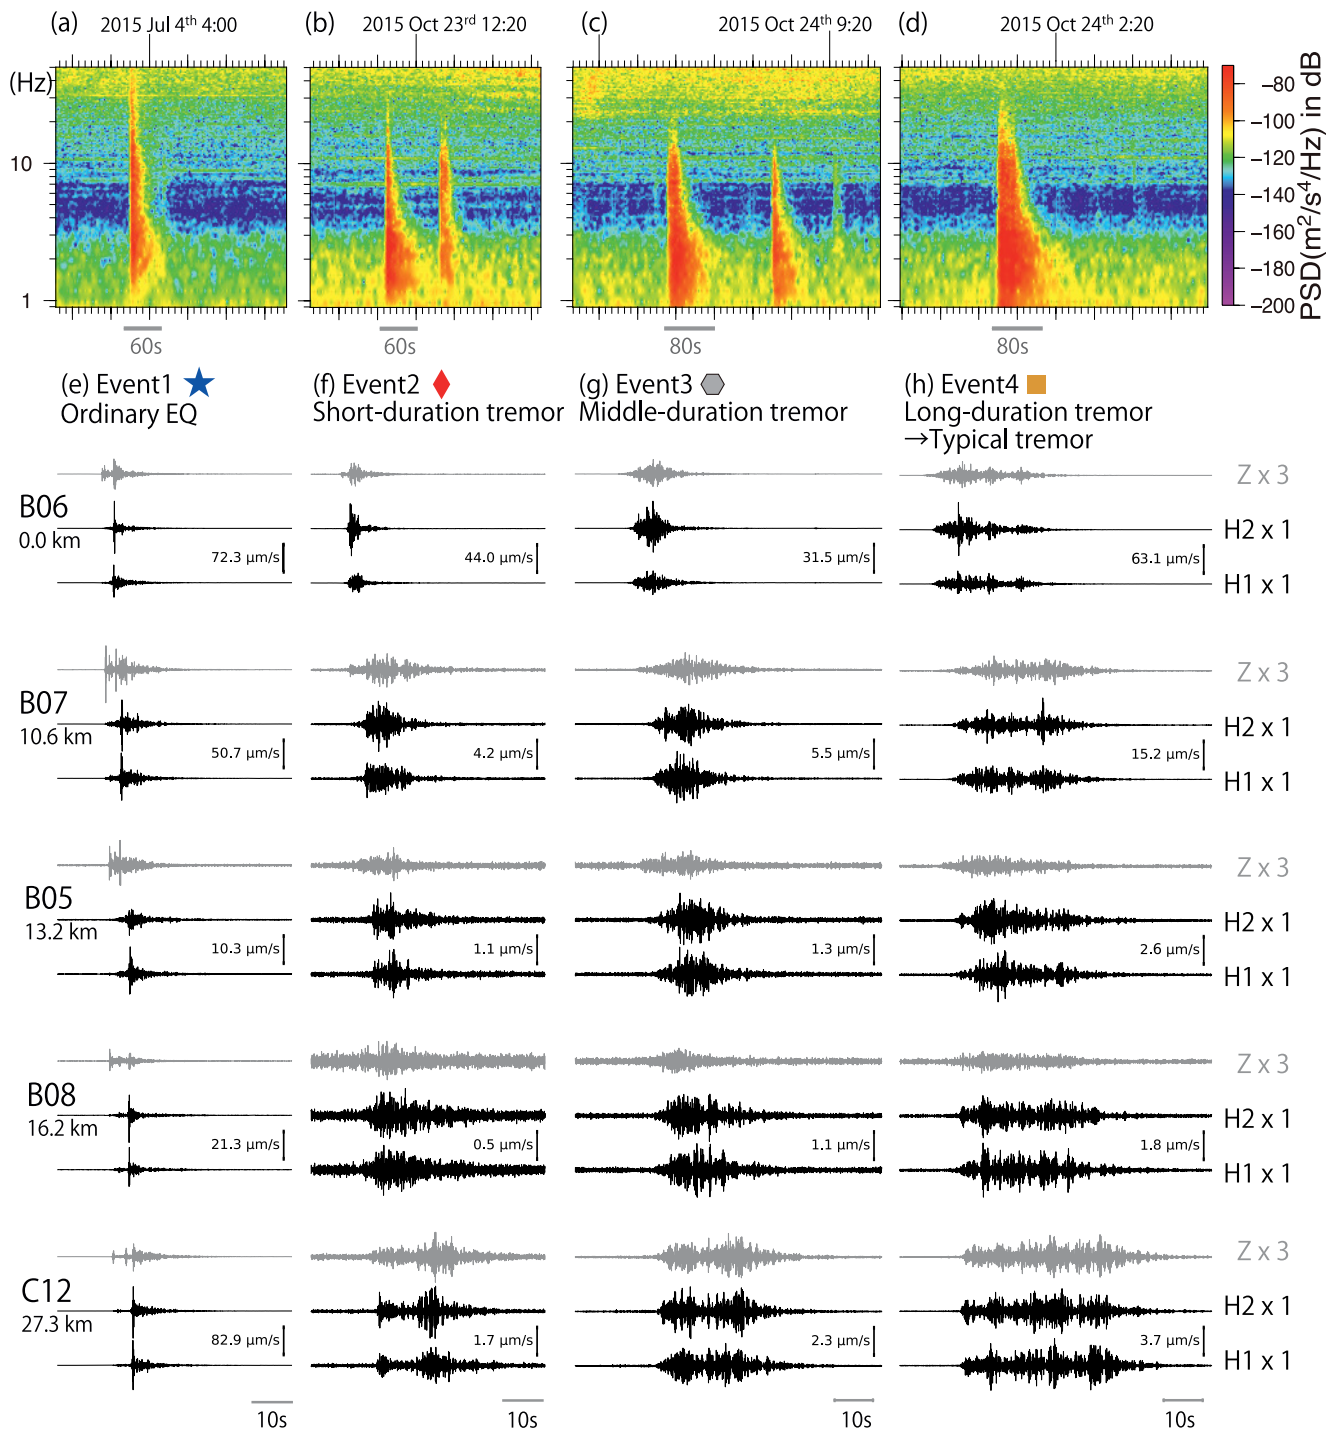 (a) 2015 Jul 4th 4:00
(b) 2015 Oct 23rd 12:20
(c) 2015 Oct 24th 9:20
(d) 2015 Oct 24th 2:20
(Hz)
10
1
60s
60s
80s
80s
−80
−100
−120
−140
−160
−180
−200
PSD(m²/s⁴/Hz) in dB
(e) Event1
Ordinary EQ
(f) Event2
Short-duration tremor
(g) Event3
Middle-duration tremor
(h) Event4
Long-duration tremor
→Typical tremor
B06
0.0 km
72.3 μm/s
44.0 μm/s
31.5 μm/s
63.1 μm/s
Z x 3
H2 x 1
H1 x 1
B07
10.6 km
50.7 μm/s
4.2 μm/s
5.5 μm/s
15.2 μm/s
Z x 3
H2 x 1
H1 x 1
B05
13.2 km
10.3 μm/s
1.1 μm/s
1.3 μm/s
2.6 μm/s
Z x 3
H2 x 1
H1 x 1
B08
16.2 km
21.3 μm/s
0.5 μm/s
1.1 μm/s
1.8 μm/s
Z x 3
H2 x 1
H1 x 1
C12
27.3 km
82.9 μm/s
1.7 μm/s
2.3 μm/s
3.7 μm/s
Z x 3
H2 x 1
H1 x 1
10s
10s
10s
10s